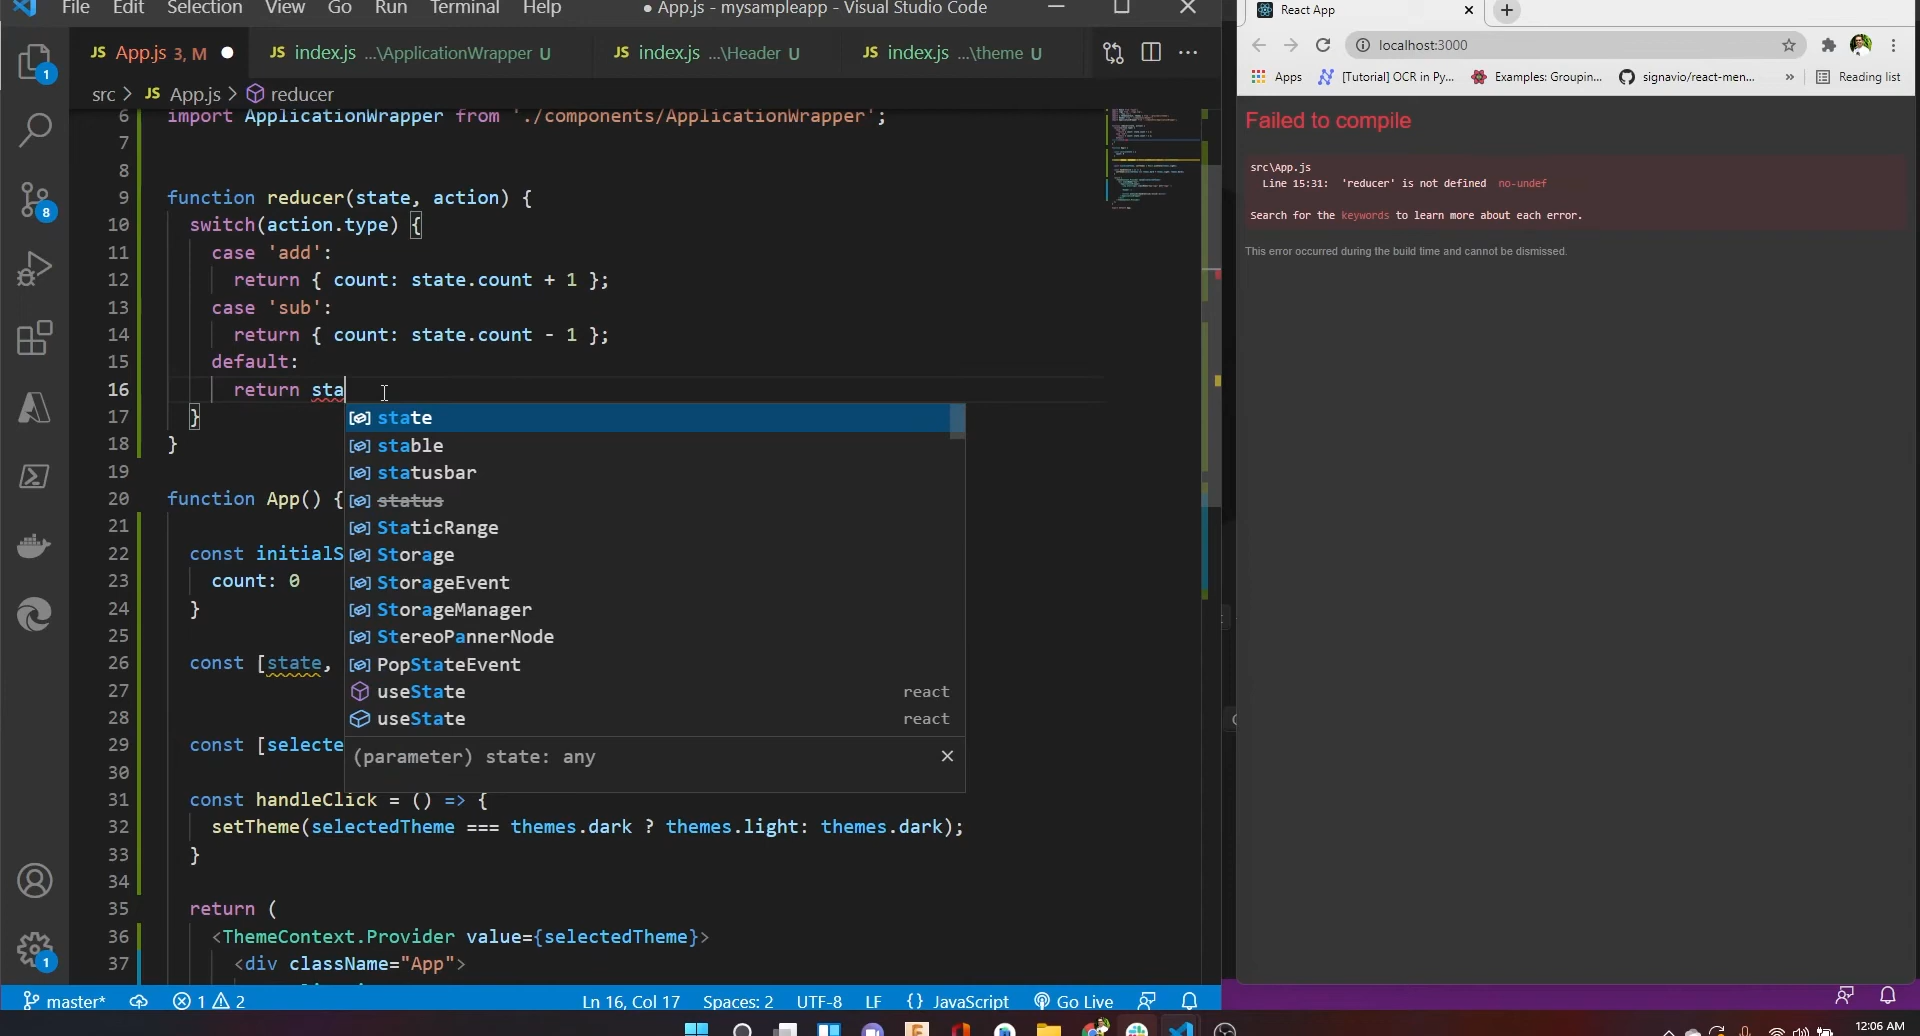 File Edit Selection View Go Run Terminal Help ● App.js - mysampleapp - Visual Studio Code
JS App.js 3, M ● JS index.js ...\ApplicationWrapper U JS index.js ...\Header U JS index.js ...\theme U
src > JS App.js > reducer
6 import ApplicationWrapper from './components/ApplicationWrapper';
7
8
9 function reducer(state, action) {
10 switch(action.type) {
11 case 'add':
12 return { count: state.count + 1 };
13 case 'sub':
14 return { count: state.count - 1 };
15 default:
16 return sta
17 }
18 }
19
20 function App() {
21
22 const initialS
23 count: 0
24 }
25
26 const [state,
27
28
29 const [selecte
30
31 const handleClick = () => {
32 setTheme(selectedTheme === themes.dark ? themes.light: themes.dark);
33 }
34
35 return (
36 <ThemeContext.Provider value={selectedTheme}>
37 <div className="App">
state
stable
statusbar
status
StaticRange
Storage
StorageEvent
StorageManager
StereoPannerNode
PopStateEvent
useState react
useState react
(parameter) state: any
1
8
1
master* 1 2 Ln 16, Col 17 Spaces: 2 UTF-8 LF {} JavaScript Go Live
React App
localhost:3000
Apps [Tutorial] OCR in Py... Examples: Groupin... signavio/react-men... » Reading list
Failed to compile
src\App.js
Line 15:31: 'reducer' is not defined no-undef
Search for the keywords to learn more about each error.
This error occurred during the build time and cannot be dismissed.
12:06 AM